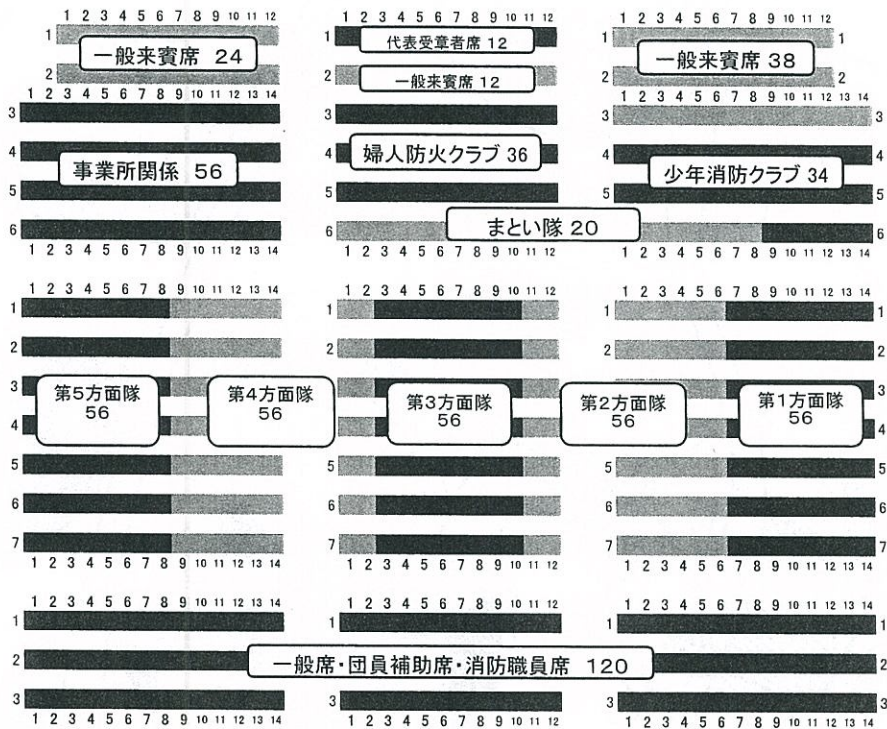 1 2 3 4 5 6 7 8 9 10 11 12 1 2 3 4 5 6 7 8 9 10 11 12 1 2 3 4 5 6 7 8 9 10 11 12
1 一般来賓席 24 1 代表受章者席 12 一般来賓席 38 1
2 2 一般来賓席 12 2
1 2 3 4 5 6 7 8 9 10 11 12 13 14 1 2 3 4 5 6 7 8 9 10 11 12 13 14
3 3 3
4 事業所関係 56 4 婦人防火クラブ 36 少年消防クラブ 34 4
5 5 5
6 6 まとい隊 20 6
1 2 3 4 5 6 7 8 9 10 11 12 13 14 1 2 3 4 5 6 7 8 9 10 11 12 1 2 3 4 5 6 7 8 9 10 11 12 13 14
1 2 3 4 5 6 7 8 9 10 11 12 13 14 1 2 3 4 5 6 7 8 9 10 11 12 1 2 3 4 5 6 7 8 9 10 11 12 13 14
1 1 1
2 2 2
3 第5方面隊 第4方面隊 3 第3方面隊 第2方面隊 第1方面隊 3
4 56 56 4 56 56 56 4
5 5 5
6 6 6
7 7 7
1 2 3 4 5 6 7 8 9 10 11 12 13 14 1 2 3 4 5 6 7 8 9 10 11 12 1 2 3 4 5 6 7 8 9 10 11 12 13 14
1 2 3 4 5 6 7 8 9 10 11 12 13 14 1 2 3 4 5 6 7 8 9 10 11 12 1 2 3 4 5 6 7 8 9 10 11 12 13 14
1 1 1
2 一般席・団員補助席・消防職員席 120 2
3 3 3 3
1 2 3 4 5 6 7 8 9 10 11 12 13 14 1 2 3 4 5 6 7 8 9 10 11 12 1 2 3 4 5 6 7 8 9 10 11 12 13 14